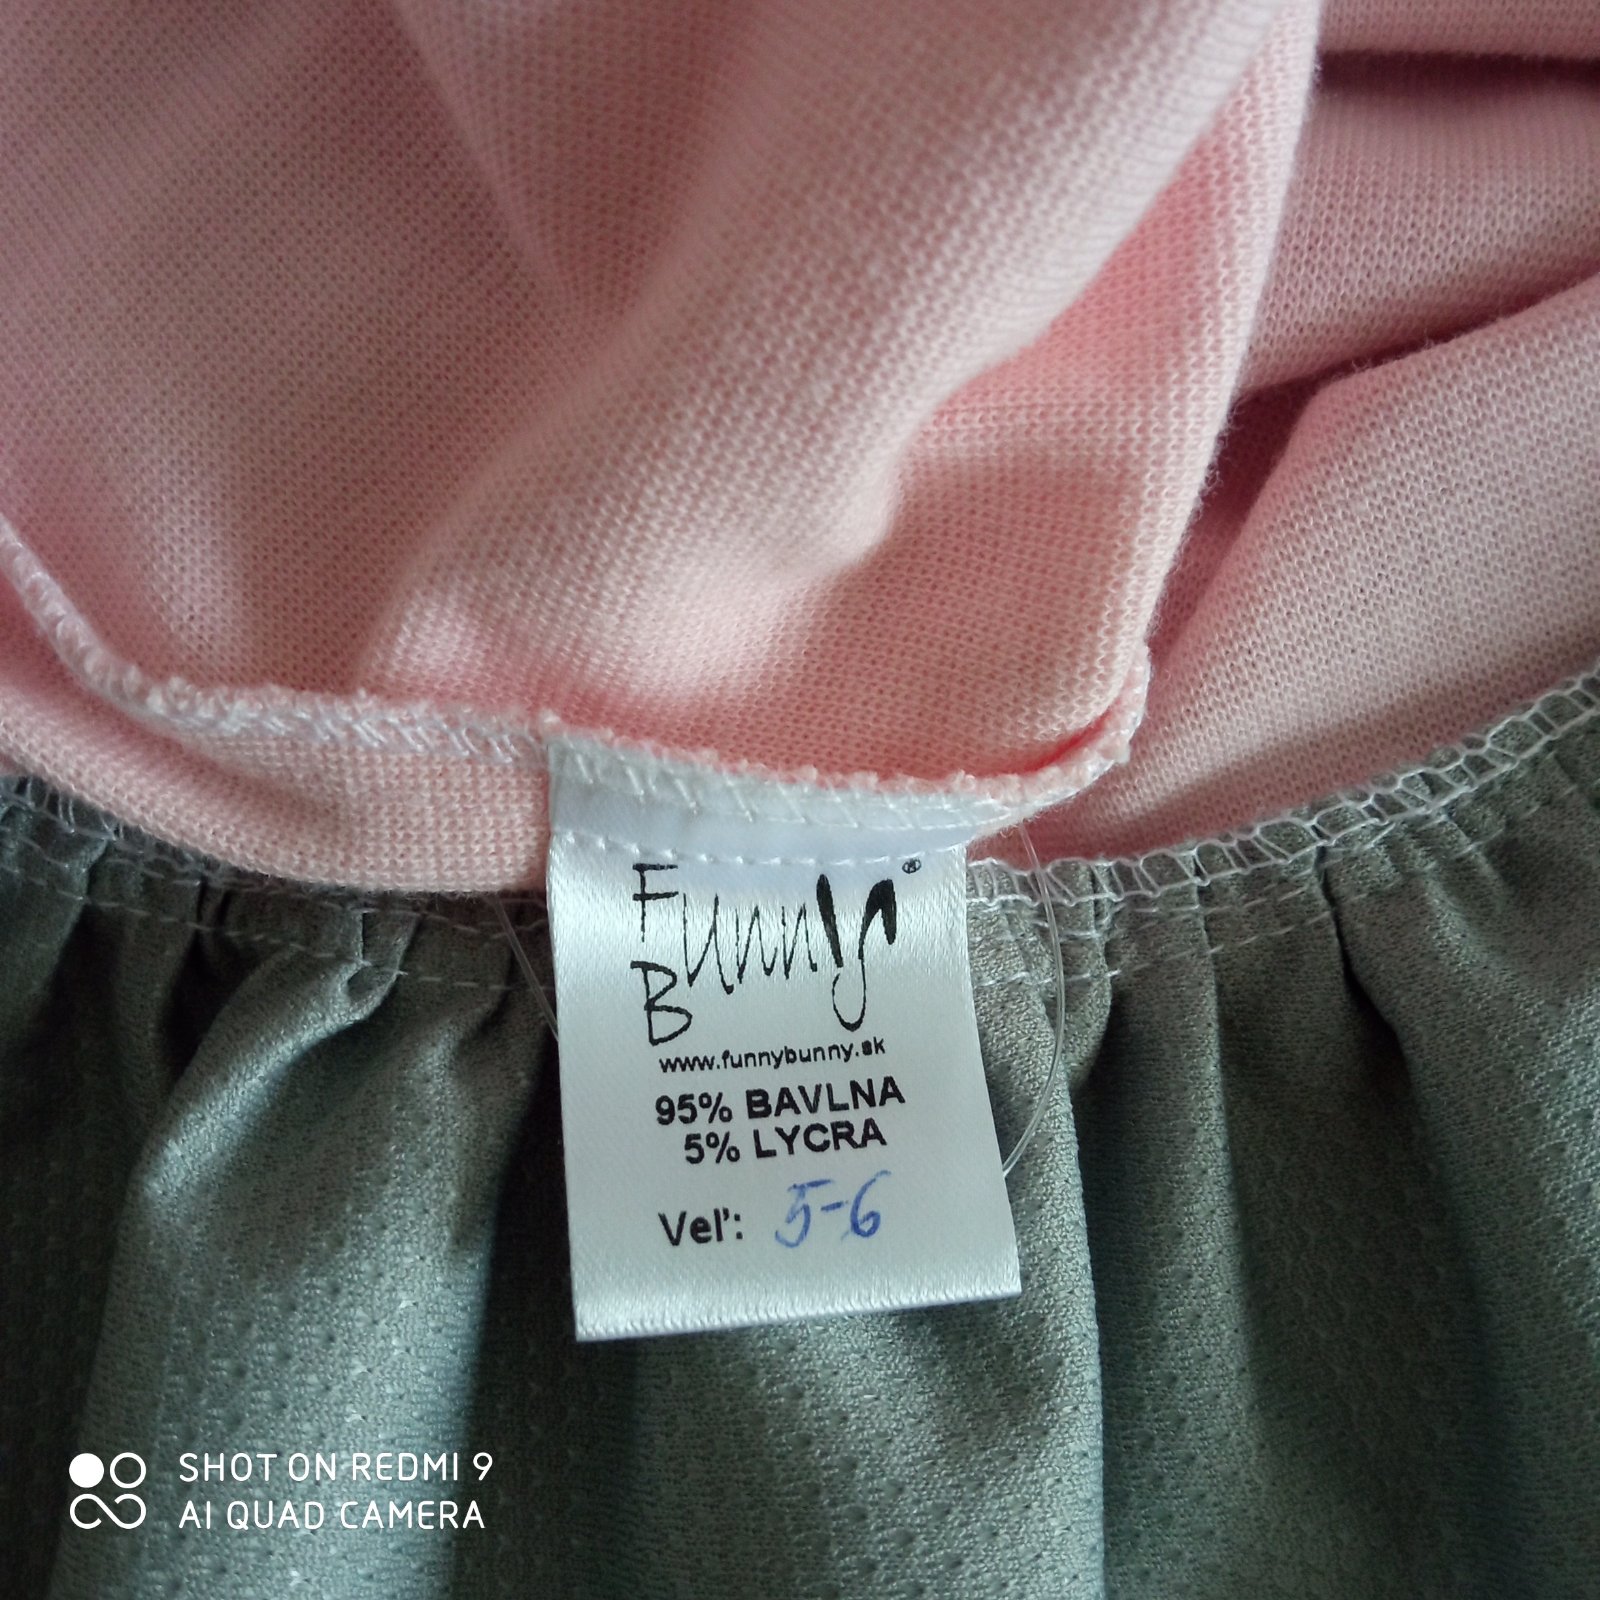 Funny®
B
www.funnybunny.sk
95% BAVLNA
5% LYCRA
Veľ: 5-6
SHOT ON REDMI 9
AI QUAD CAMERA